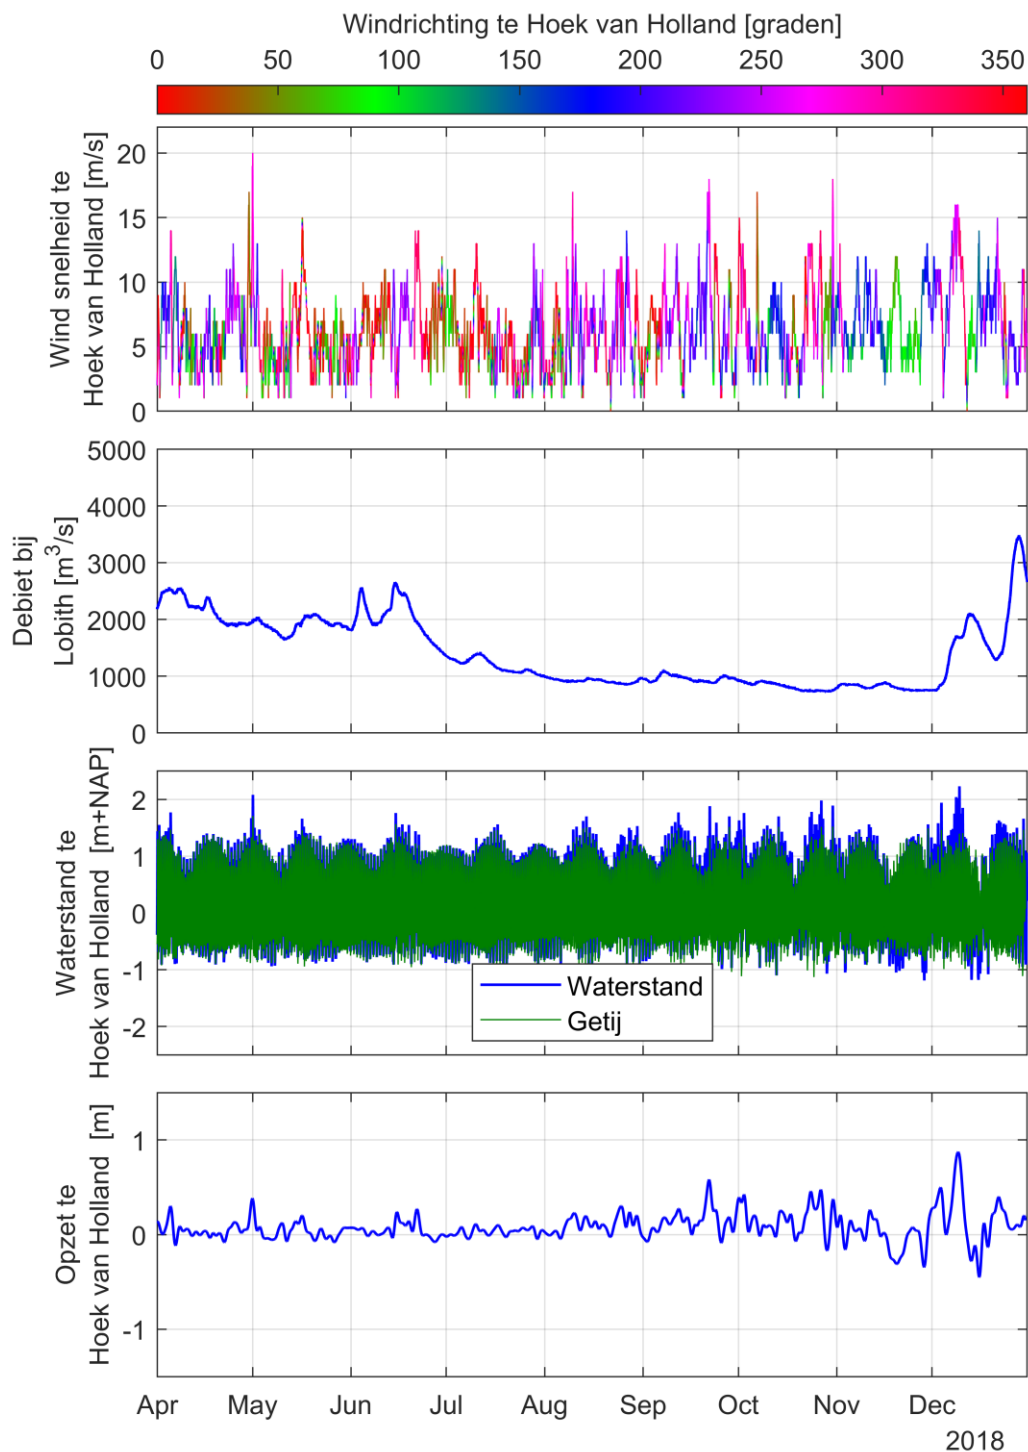 Windrichting te Hoek van Holland [graden]
0 50 100 150 200 250 300 350
Wind snelheid te
Hoek van Holland [m/s]
20
15
10
5
0
Debiet bij
Lobith [m³/s]
5000
4000
3000
2000
1000
0
Waterstand te
Hoek van Holland [m+NAP]
2
1
0
-1
-2
Waterstand
Getij
Opzet te
Hoek van Holland [m]
1
0
-1
Apr May Jun Jul Aug Sep Oct Nov Dec
2018